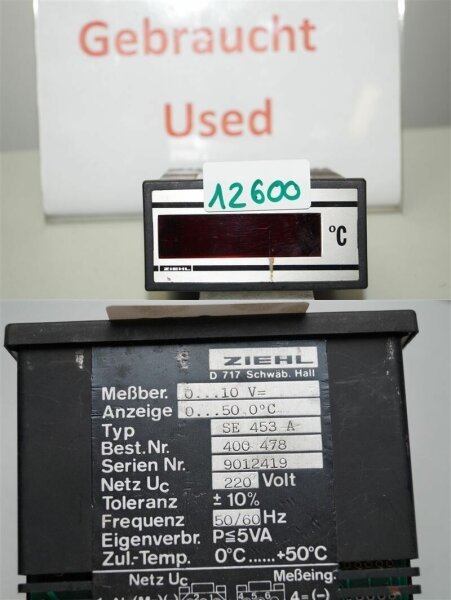 Gebraucht
Used
12600
°C
ZIEHL
ZIEHL
D 717 Schwäb. Hall
Meßber. 0...10 V=
Anzeige 0...50.0°C
Typ SE 453 A
Best.Nr. 400 478
Serien Nr. 9012419
Netz Uc 220 Volt
Toleranz ±10%
Frequenz 50/60 Hz
Eigenverbr. P≦5VA
Zul.-Temp. 0°C......+50°C
Netz Uc Meßeing.
4=(-)